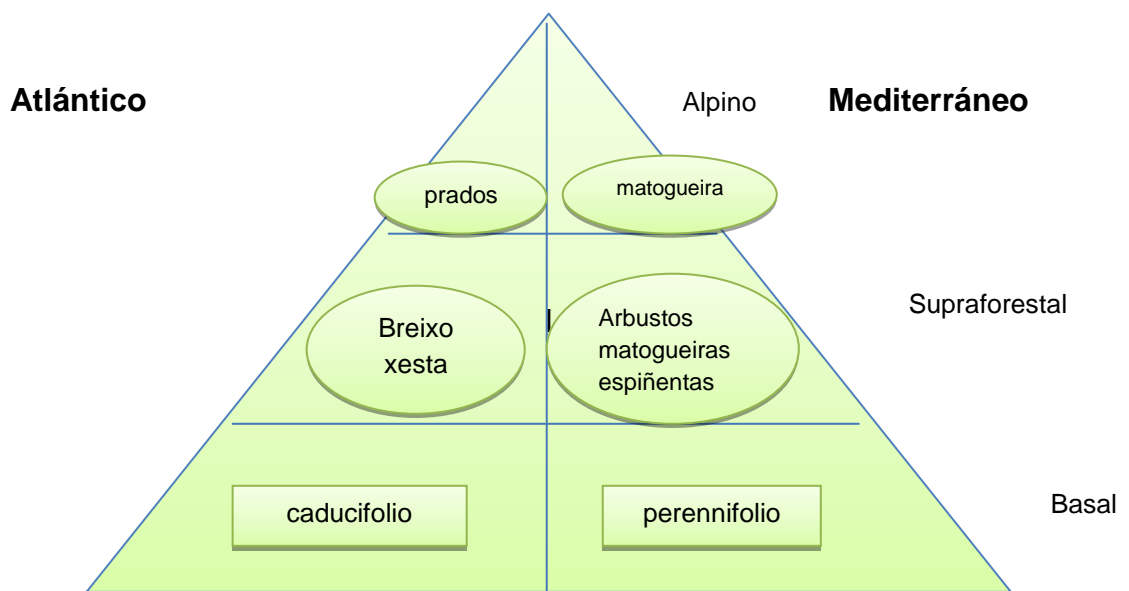 Atlántico
Alpino
Mediterráneo
prados
matogueira
Supraforestal
Breixo
xesta
Arbustos
matogueiras
espiñentas
Basal
caducifolio
perennifolio